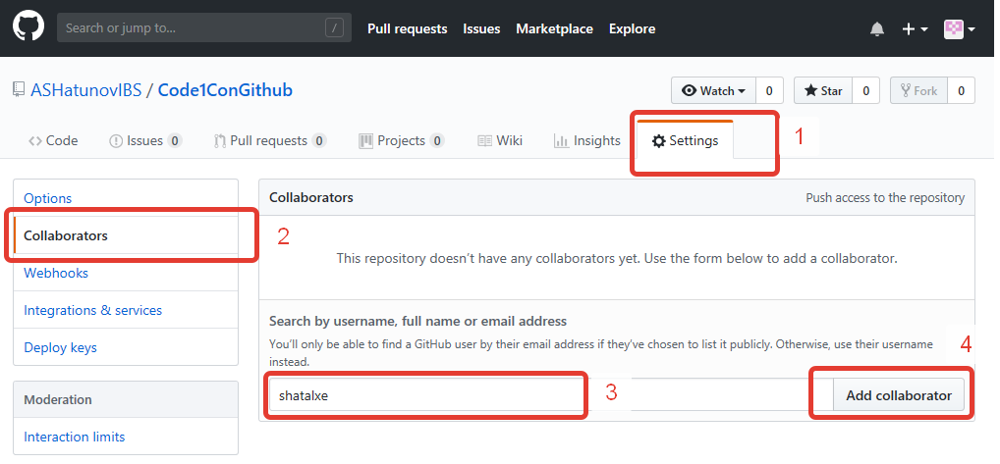 Search or jump to... /
Pull requests Issues Marketplace Explore
ASHatunovIBS / Code1ConGithub
Watch 0 Star 0 Fork 0
Code Issues 0 Pull requests 0 Projects 0 Wiki Insights Settings 1
Options
Collaborators
2
Webhooks
Integrations & services
Deploy keys
Moderation
Interaction limits
Collaborators Push access to the repository
This repository doesn't have any collaborators yet. Use the form below to add a collaborator.
Search by username, full name or email address
You'll only be able to find a GitHub user by their email address if they've chosen to list it publicly. Otherwise, use their username
instead.
4
shatalxe 3 Add collaborator